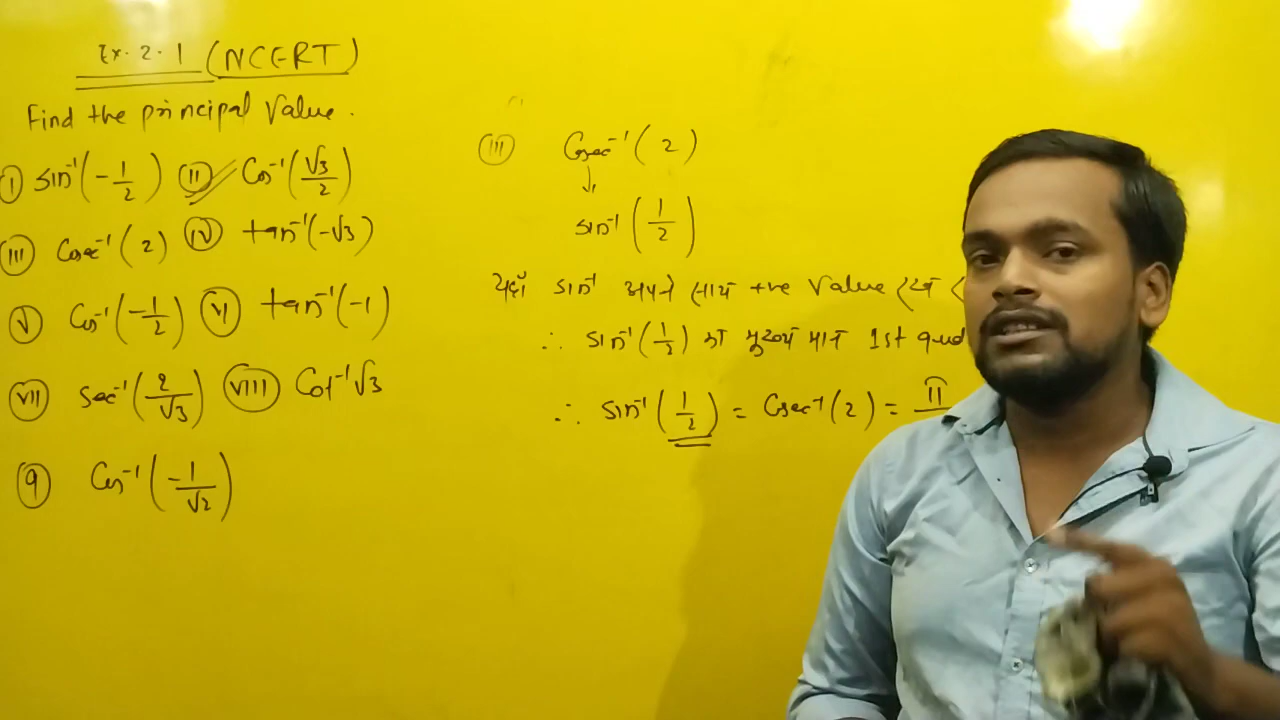 Ex. 2.1 (NCERT)
Find the principal Value.
(i) sin⁻¹(-1/2) (ii) Cos⁻¹(√3/2)
(iii) Cosec⁻¹(2) (iv) tan⁻¹(-√3)
(v) Cos⁻¹(-1/2) (vi) tan⁻¹(-1)
(vii) sec⁻¹(2/√3) (viii) Cot⁻¹√3
(9) Cos⁻¹(-1/√2)
(iii) Cosec⁻¹(2)
↓
sin⁻¹(1/2)
यहाँ sin⁻¹ अपने साथ +ve Value
∴ sin⁻¹(1/2) का मुख्य मान 1st quad
∴ sin⁻¹(1/2) = Cosec⁻¹(2) = π